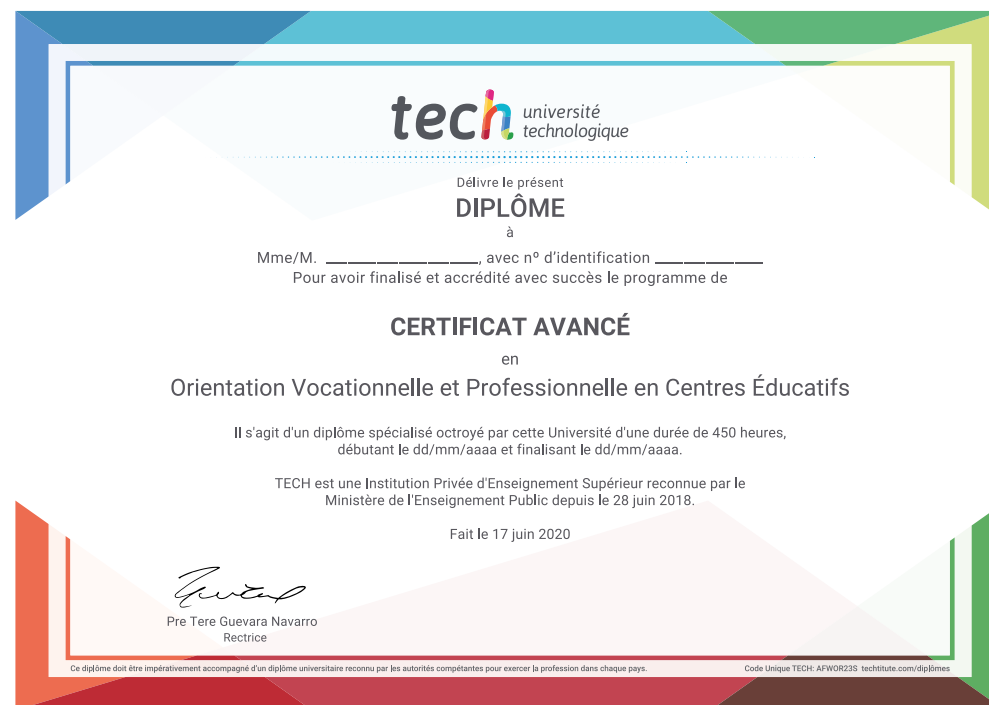 tech université
technologique
Délivre le présent
DIPLÔME
à
Mme/M. _______________, avec nº d'identification ___________
Pour avoir finalisé et accrédité avec succès le programme de
CERTIFICAT AVANCÉ
en
Orientation Vocationnelle et Professionnelle en Centres Éducatifs
Il s'agit d'un diplôme spécialisé octroyé par cette Université d'une durée de 450 heures,
débutant le dd/mm/aaaa et finalisant le dd/mm/aaaa.
TECH est une Institution Privée d'Enseignement Supérieur reconnue par le
Ministère de l'Enseignement Public depuis le 28 juin 2018.
Fait le 17 juin 2020
Pre Tere Guevara Navarro
Rectrice
Ce diplôme doit être impérativement accompagné d'un diplôme universitaire reconnu par les autorités compétantes pour exercer la profession dans chaque pays.
Code Unique TECH: AFWOR23S techtitute.com/diplômes